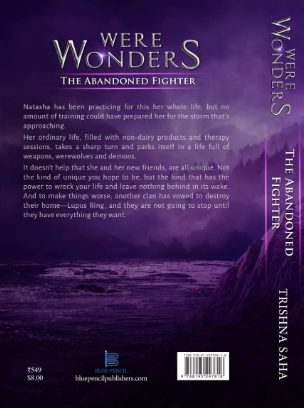 WERE
WONDERS
THE ABANDONED FIGHTER
Natasha has been practicing for this her whole life, but no
amount of training could have prepared her for the storm that's
approaching.
Her ordinary life, filled with non-dairy products and therapy
sessions, takes a sharp turn and parks itself in a life full of
weapons, werewolves and demons.
It doesn't help that she and her new friends, are all unique. Not
the kind of unique you hope to be, but the kind that has the
power to wreck your life and leave nothing behind in its wake.
And to make things worse, another clan has vowed to destroy
their home—Lupus Ring, and they are not going to stop until
they have everything they want.
₹549
$8.00
BLUE PENCIL
bluepencilpublishers.com
WERE
WONDERS
THE ABANDONED
FIGHTER
TRISHNA SAHA